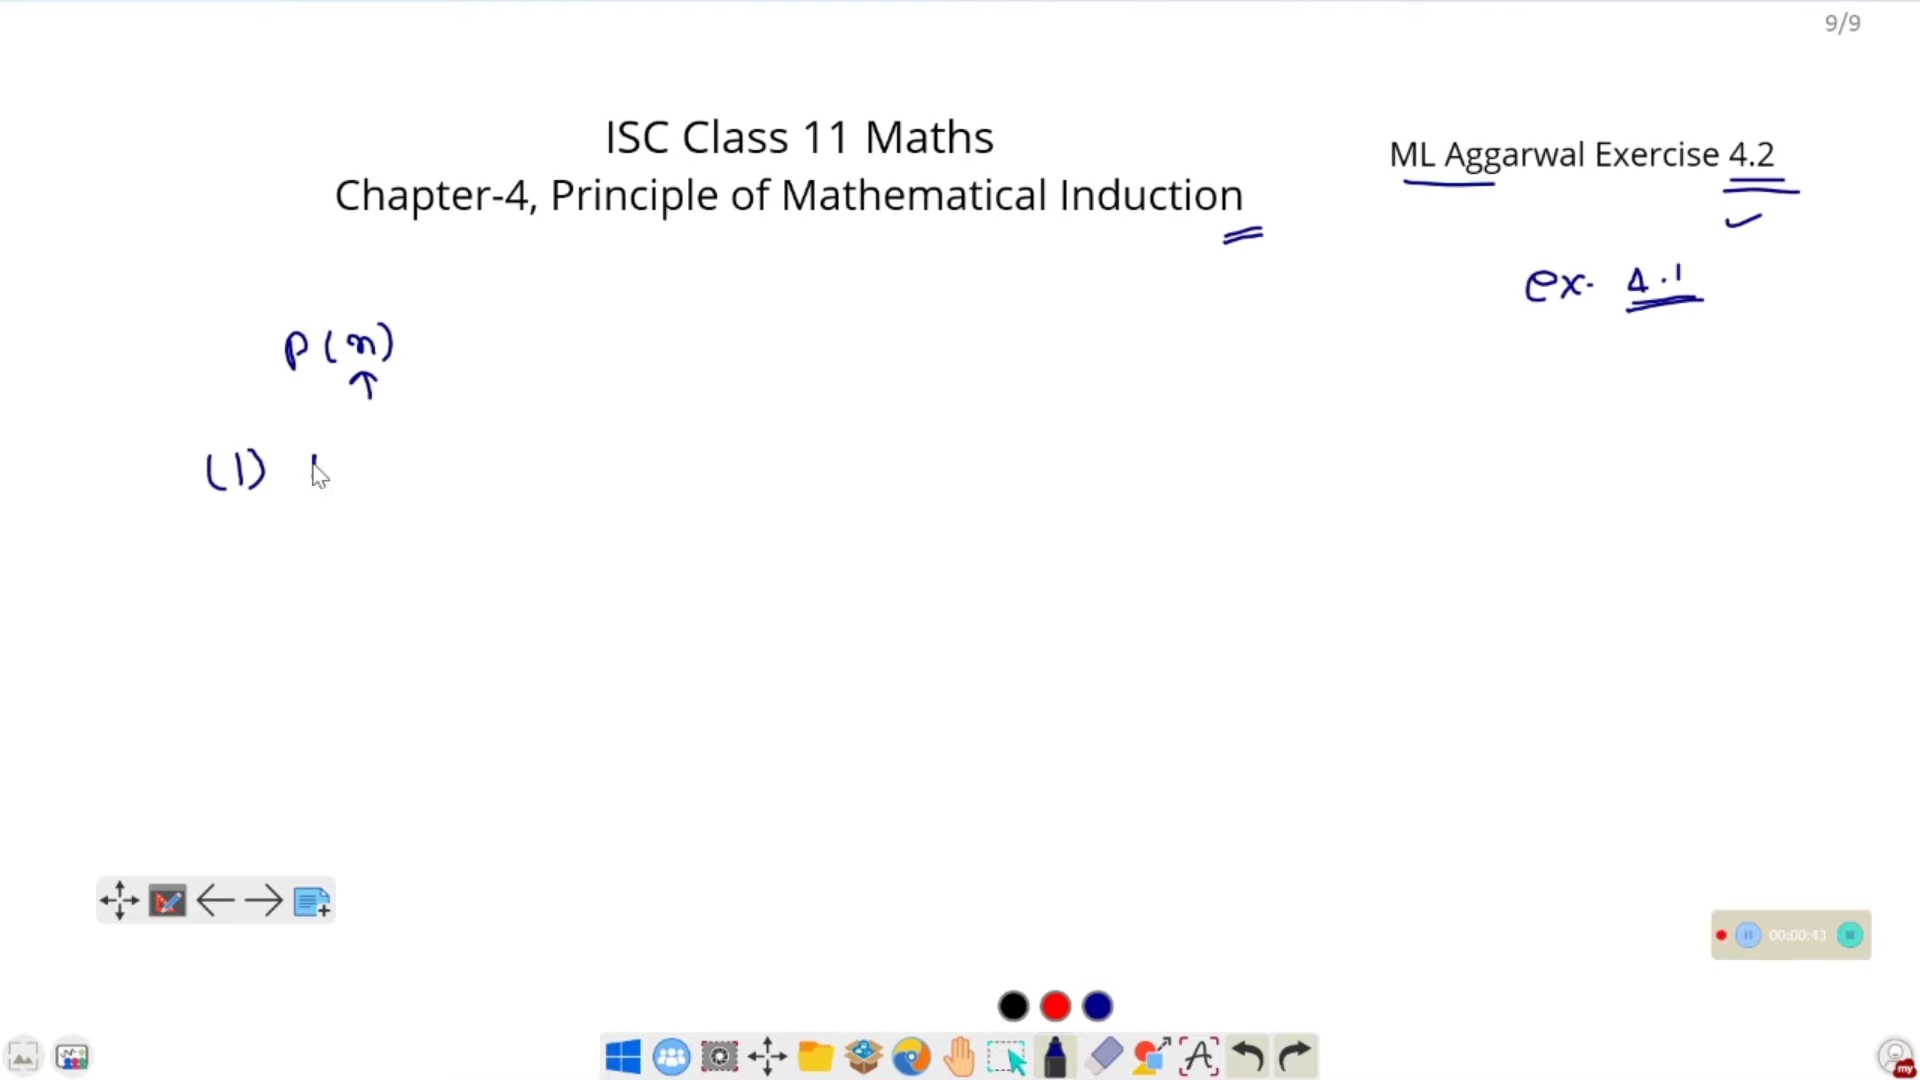 9/9
ISC Class 11 Maths
ML Aggarwal Exercise 4.2
Chapter-4, Principle of Mathematical Induction
ex. 4.1
P(n)
(1)
00:00:43
my